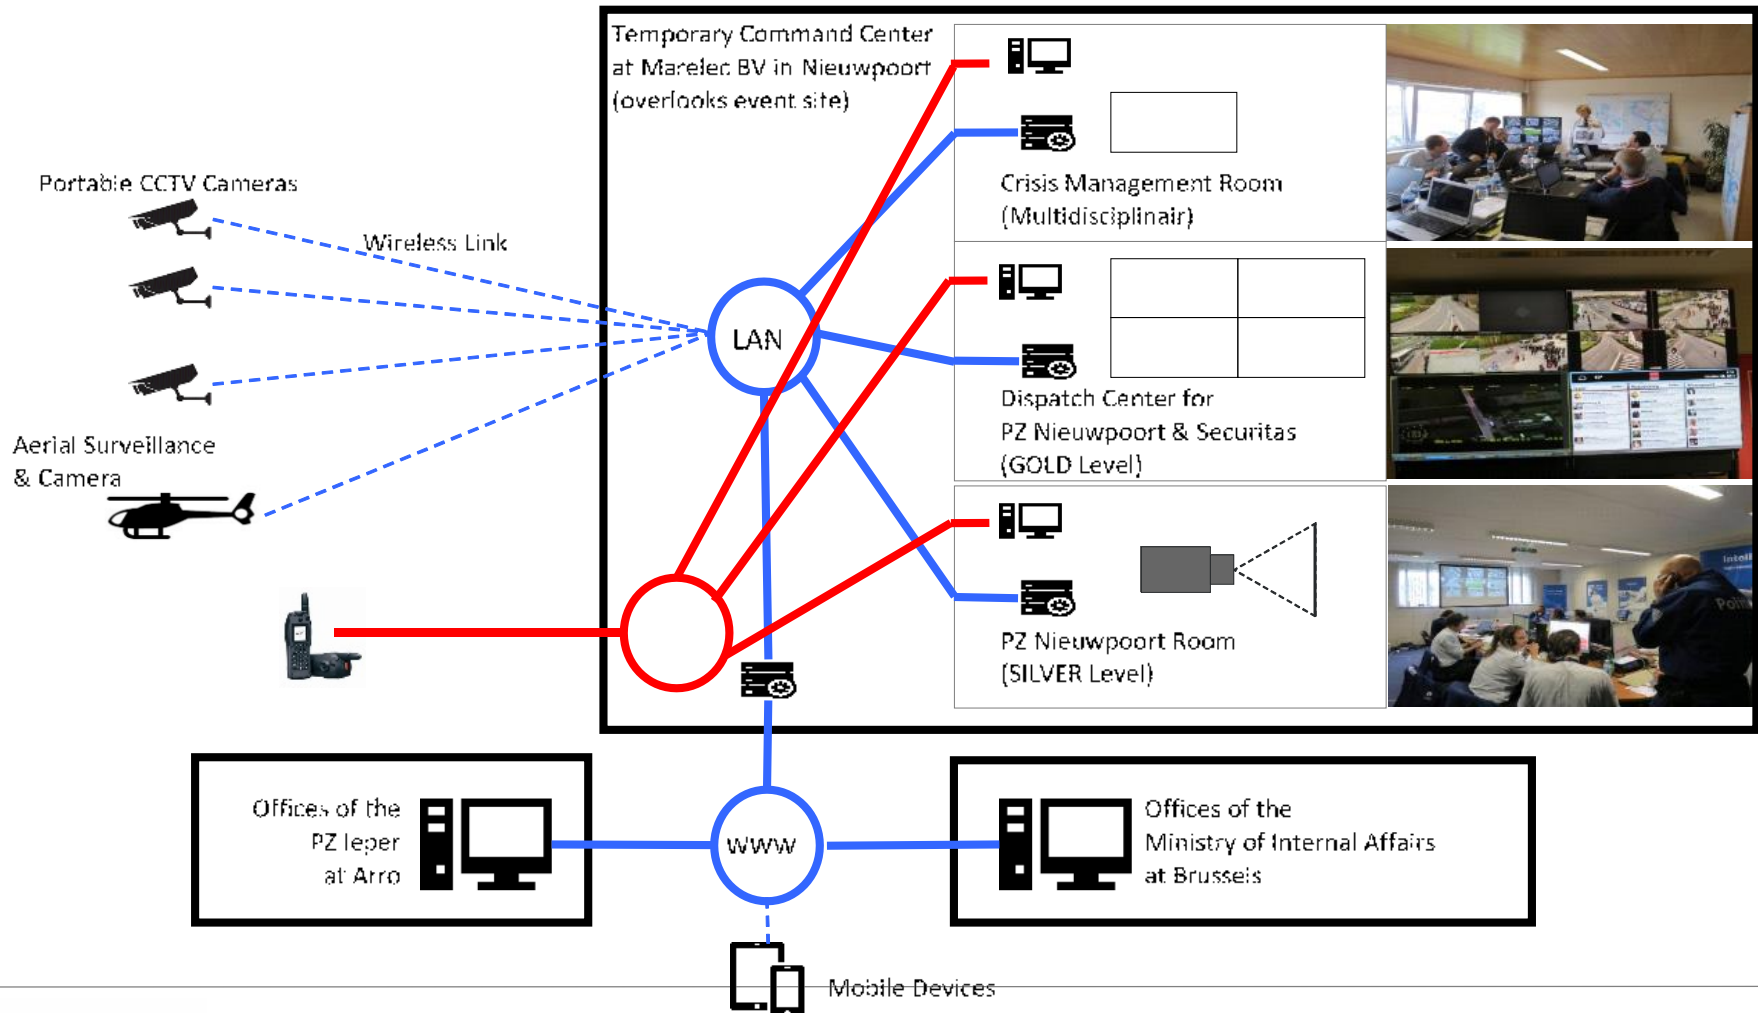 Temporary Command Center
at Marelec BV in Nieuwpoort
(overlooks event site)
Portable CCTV Cameras
Wireless Link
Crisis Management Room
(Multidisciplinair)
LAN
Dispatch Center for
PZ Nieuwpoort & Securitas
(GOLD Level)
Aerial Surveillance
& Camera
PZ Nieuwpoort Room
(SILVER Level)
Offices of the
PZ Ieper
at Arro
WWW
Offices of the
Ministry of Internal Affairs
at Brussels
Mobile Devices